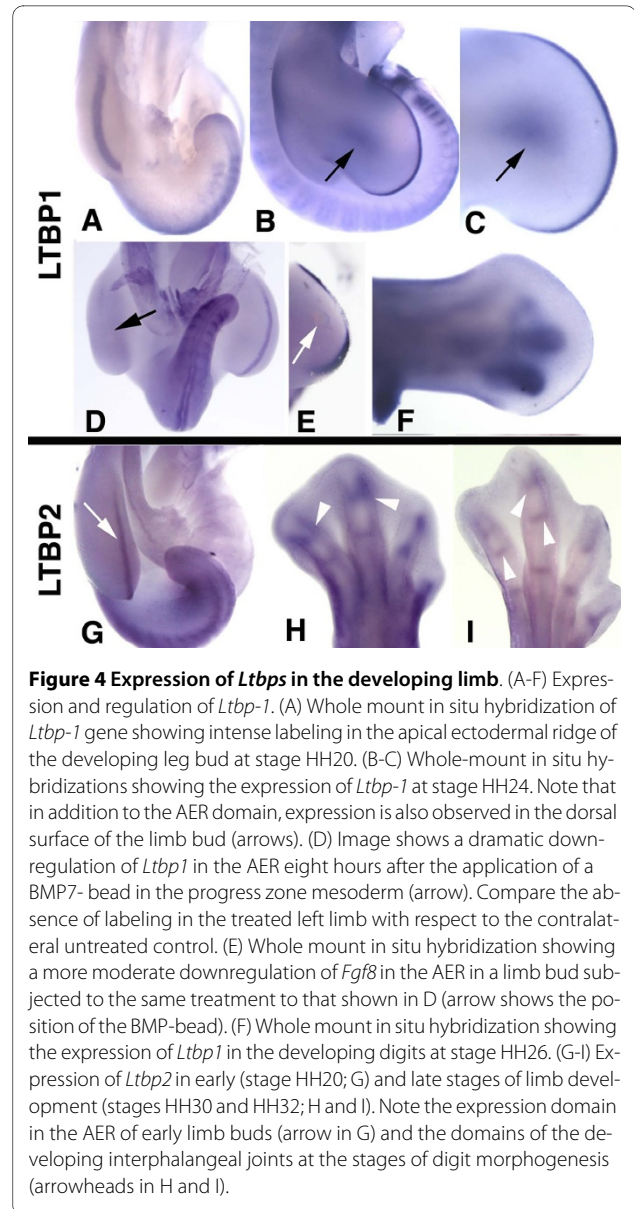 LTBP1
A
B
C
D
E
F
LTBP2
G
H
I
Figure 4 Expression of Ltbps in the developing limb. (A-F) Expres-
sion and regulation of Ltbp-1. (A) Whole mount in situ hybridization of
Ltbp-1 gene showing intense labeling in the apical ectodermal ridge of
the developing leg bud at stage HH20. (B-C) Whole-mount in situ hy-
bridizations showing the expression of Ltbp-1 at stage HH24. Note that
in addition to the AER domain, expression is also observed in the dorsal
surface of the limb bud (arrows). (D) Image shows a dramatic down-
regulation of Ltbp1 in the AER eight hours after the application of a
BMP7- bead in the progress zone mesoderm (arrow). Compare the ab-
sence of labeling in the treated left limb with respect to the contralat-
eral untreated control. (E) Whole mount in situ hybridization showing
a more moderate downregulation of Fgf8 in the AER in a limb bud sub-
jected to the same treatment to that shown in D (arrow shows the po-
sition of the BMP-bead). (F) Whole mount in situ hybridization showing
the expression of Ltbp1 in the developing digits at stage HH26. (G-I) Ex-
pression of Ltbp2 in early (stage HH20; G) and late stages of limb devel-
opment (stages HH30 and HH32; H and I). Note the expression domain
in the AER of early limb buds (arrow in G) and the domains of the de-
veloping interphalangeal joints at the stages of digit morphogenesis
(arrowheads in H and I).